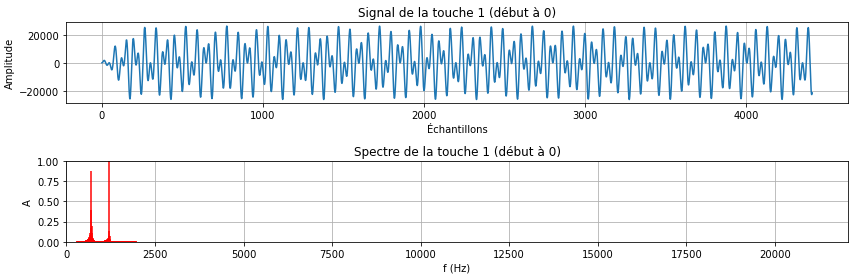 Signal de la touche 1 (début à 0)
20000
0
−20000
Amplitude
0 1000 2000 3000 4000
Échantillons
Spectre de la touche 1 (début à 0)
1.00
0.75
0.50
0.25
0.00
A
0 2500 5000 7500 10000 12500 15000 17500 20000
f (Hz)